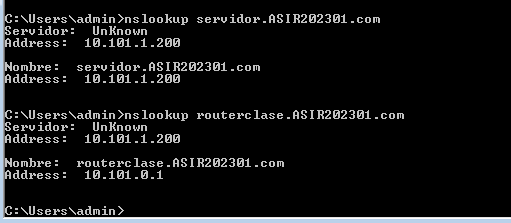 C:\Users\admin>nslookup servidor.ASIR202301.com
Servidor:  UnKnown
Address:  10.101.1.200
Nombre:  servidor.ASIR202301.com
Address:  10.101.1.200
C:\Users\admin>nslookup routerclase.ASIR202301.com
Servidor:  UnKnown
Address:  10.101.1.200
Nombre:  routerclase.ASIR202301.com
Address:  10.101.0.1
C:\Users\admin>